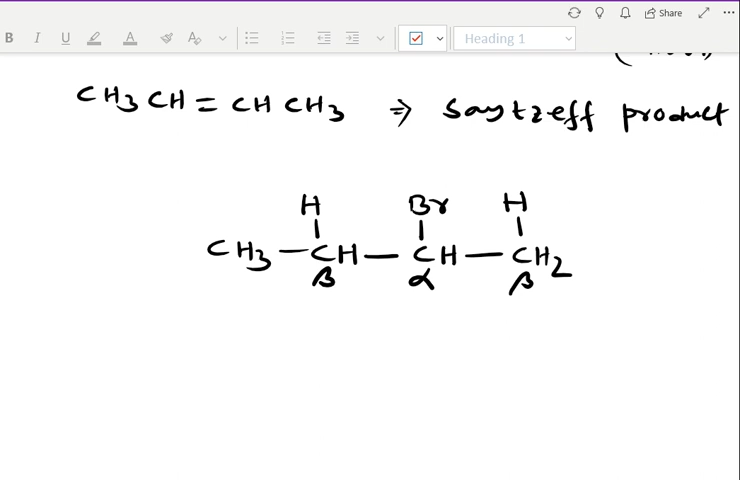 Share
B I U A A Heading 1
CH3CH=CHCH3 ⇒ Saytzeff product
H Br H
CH3—CH—CH—CH2
β α β